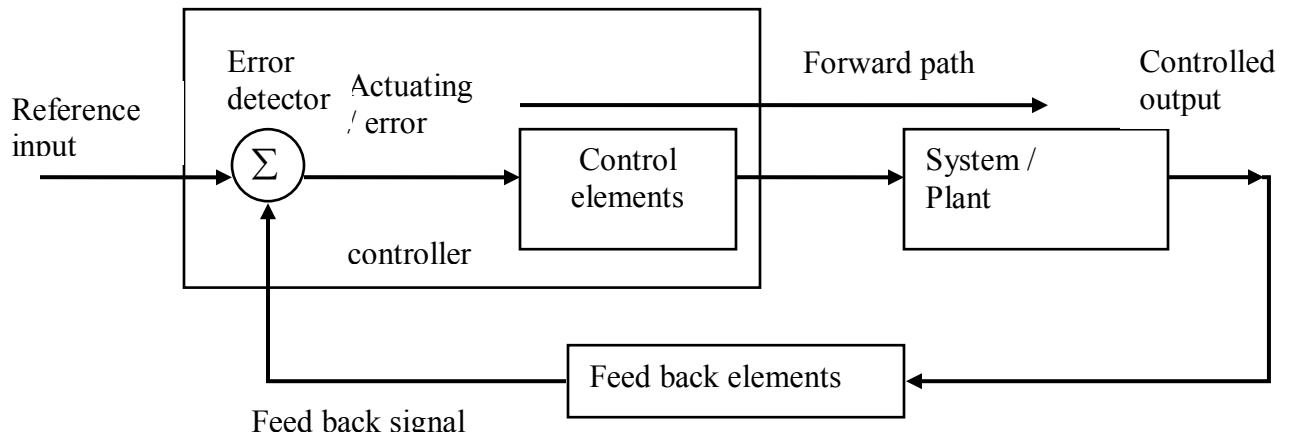 Reference
input
Error
detector
Actuating
/ error
Forward path
Controlled
output
Σ
Control
elements
System /
Plant
controller
Feed back elements
Feed back signal